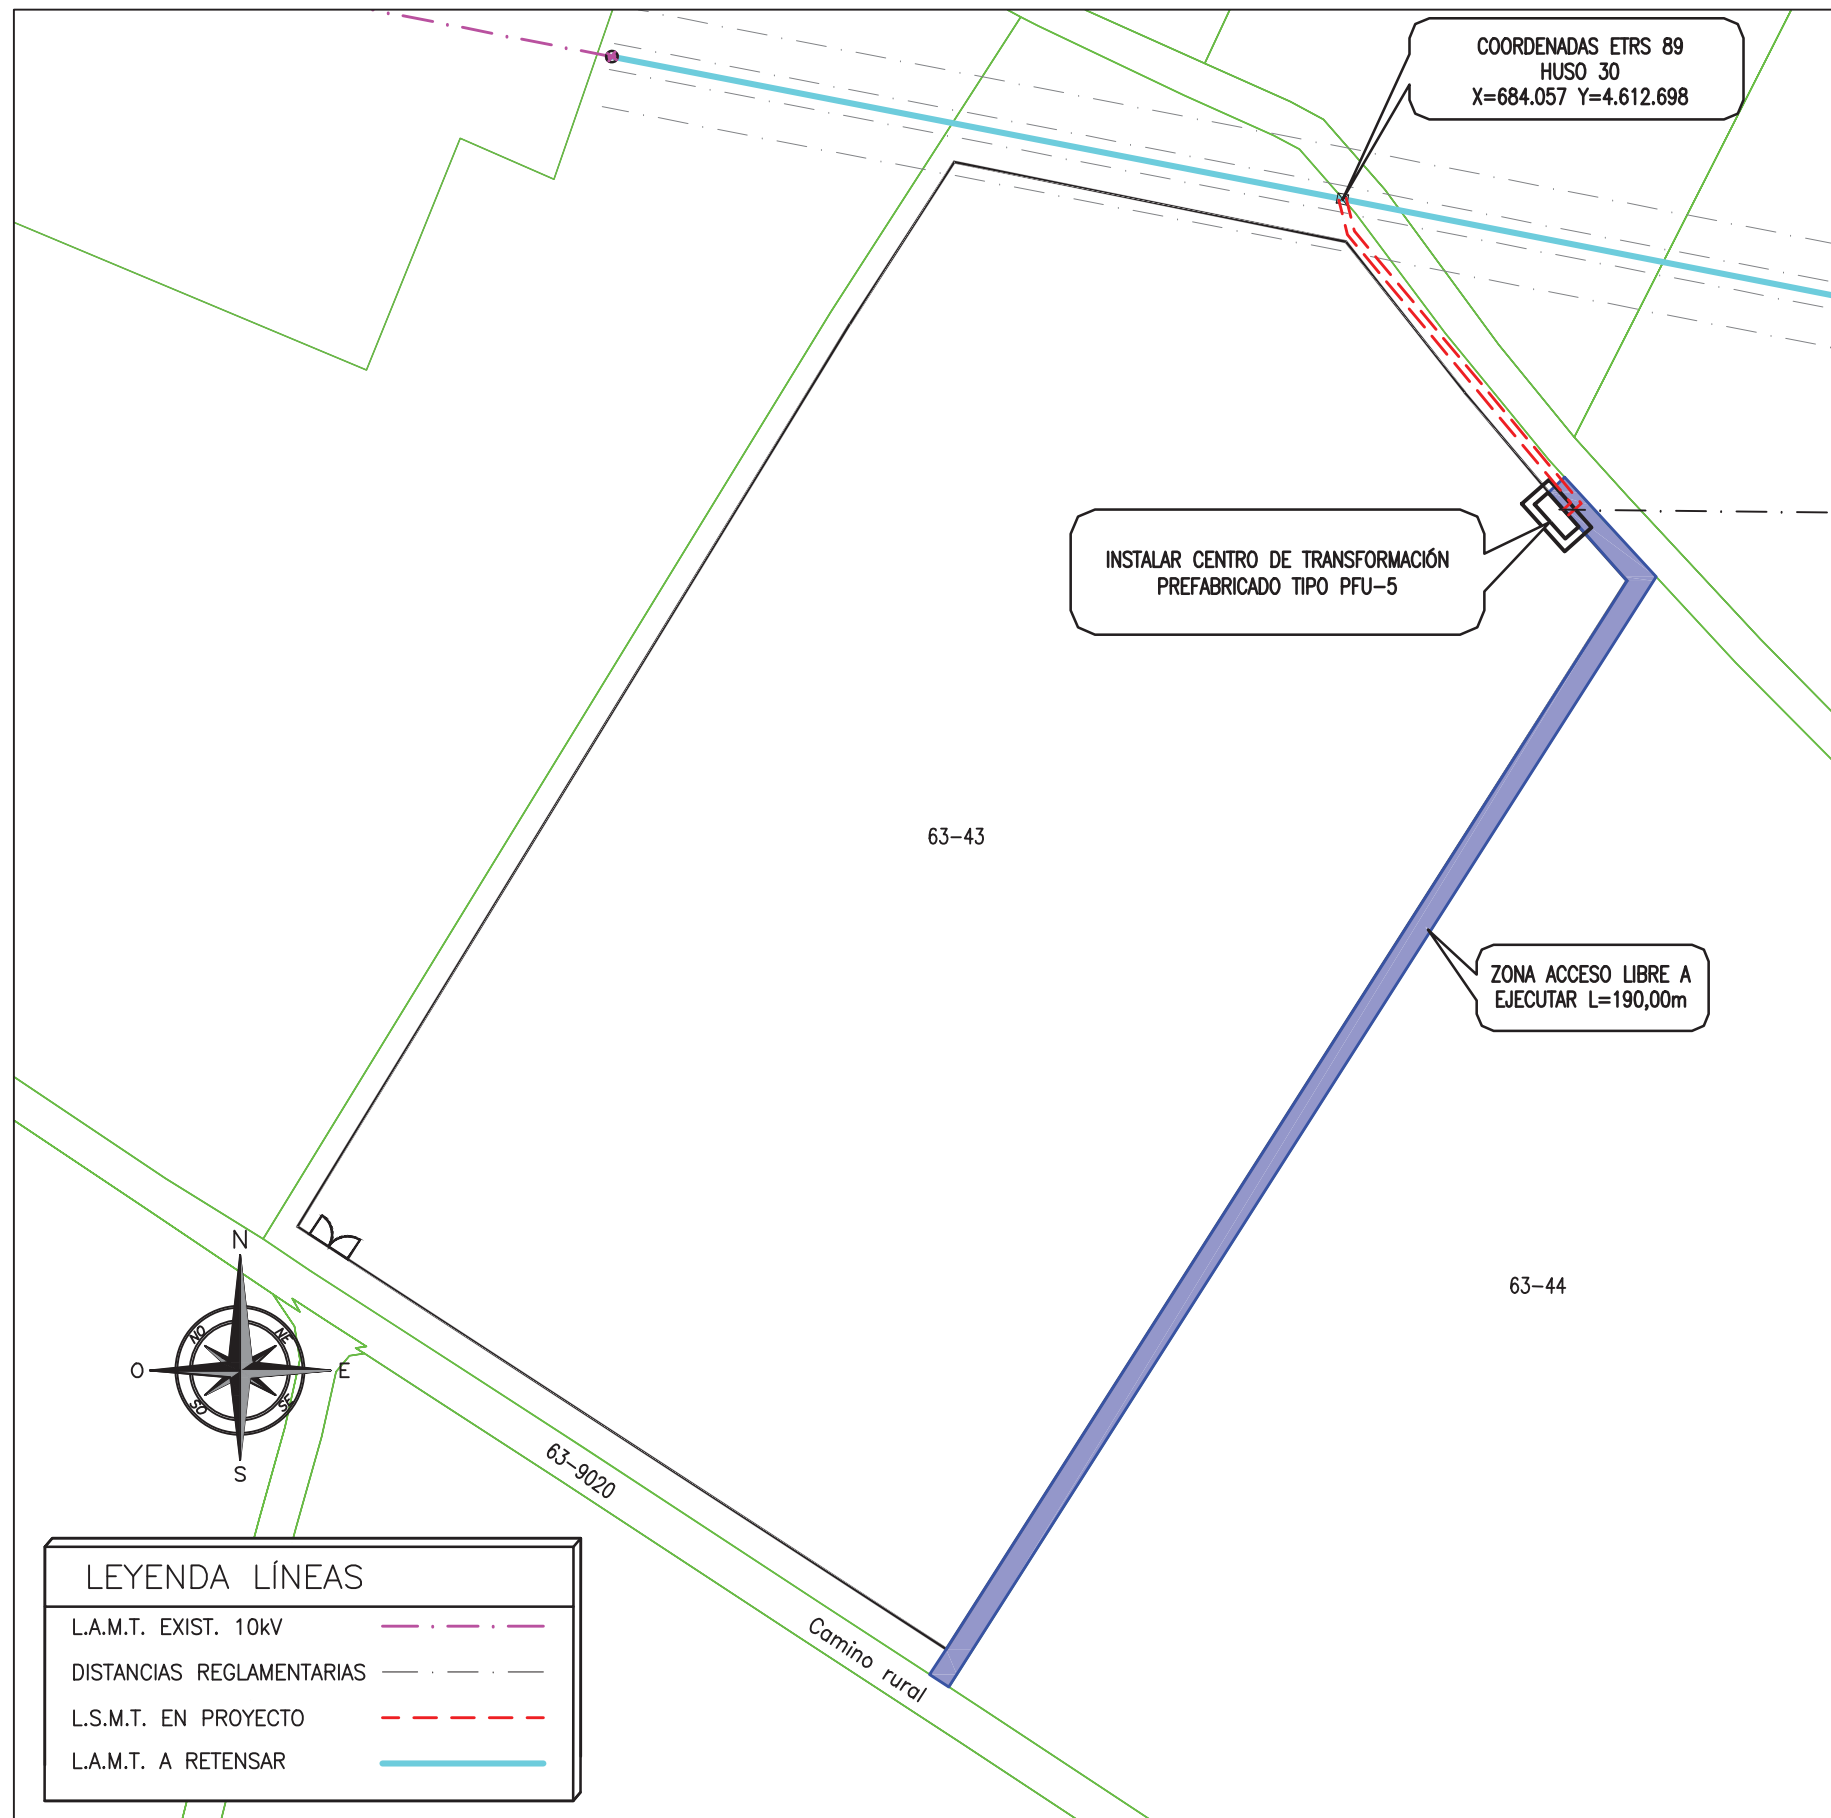 COORDENADAS ETRS 89
HUSO 30
X=684.057 Y=4.612.698
INSTALAR CENTRO DE TRANSFORMACIÓN
PREFABRICADO TIPO PFU-5
63-43
ZONA ACCESO LIBRE A
EJECUTAR L=190,00m
63-44
N
NO
NE
O
E
SO
SE
S
63-9020
Camino rural
LEYENDA LÍNEAS
L.A.M.T. EXIST. 10kV
DISTANCIAS REGLAMENTARIAS
L.S.M.T. EN PROYECTO
L.A.M.T. A RETENSAR